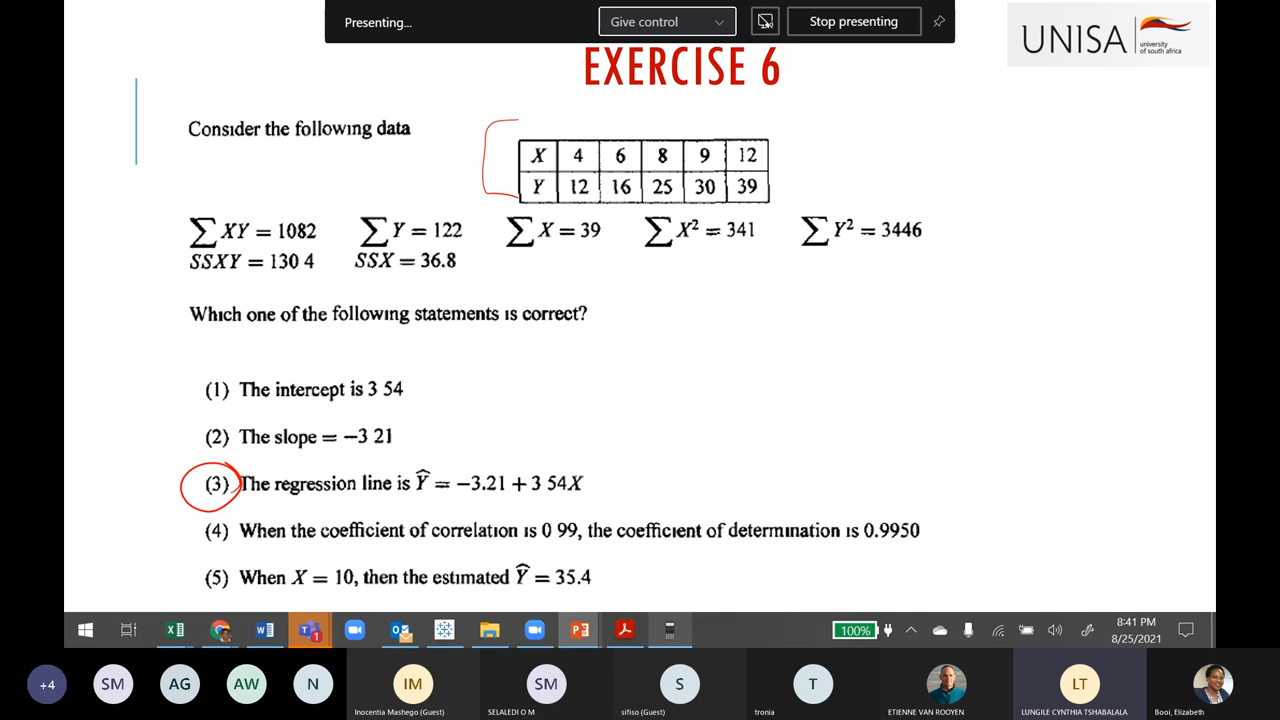 Presenting...
Give control
Stop presenting
UNISA
university
of south africa
EXERCISE 6
Consider the following data
X 4 6 8 9 12
Y 12 16 25 30 39
∑ XY = 1082 ∑ Y = 122 ∑ X = 39 ∑ X² = 341 ∑ Y² = 3446
SSXY = 130 4 SSX = 36.8
Which one of the following statements is correct?
(1) The intercept is 3 54
(2) The slope = −3 21
(3) The regression line is Ŷ = −3.21 + 3 54X
(4) When the coefficient of correlation is 0 99, the coefficient of determination is 0.9950
(5) When X = 10, then the estimated Ŷ = 35.4
1
100%
8:41 PM
8/25/2021
+4 SM AG AW N IM SM S T LT
Inocentia Mashego (Guest) SELALEDI O M sifiso (Guest) tronia ETIENNE VAN ROOYEN LUNGILE CYNTHIA TSHABALALA Booi, Elizabeth